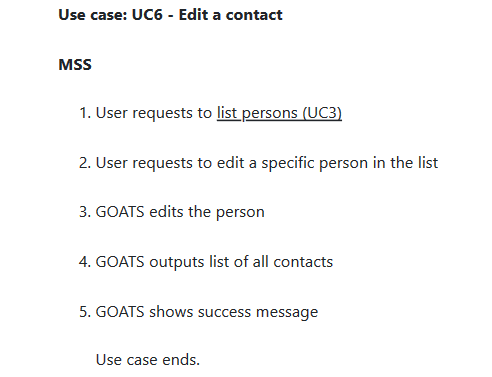 Use case: UC6 - Edit a contact
MSS
1. User requests to list persons (UC3)
2. User requests to edit a specific person in the list
3. GOATS edits the person
4. GOATS outputs list of all contacts
5. GOATS shows success message
Use case ends.